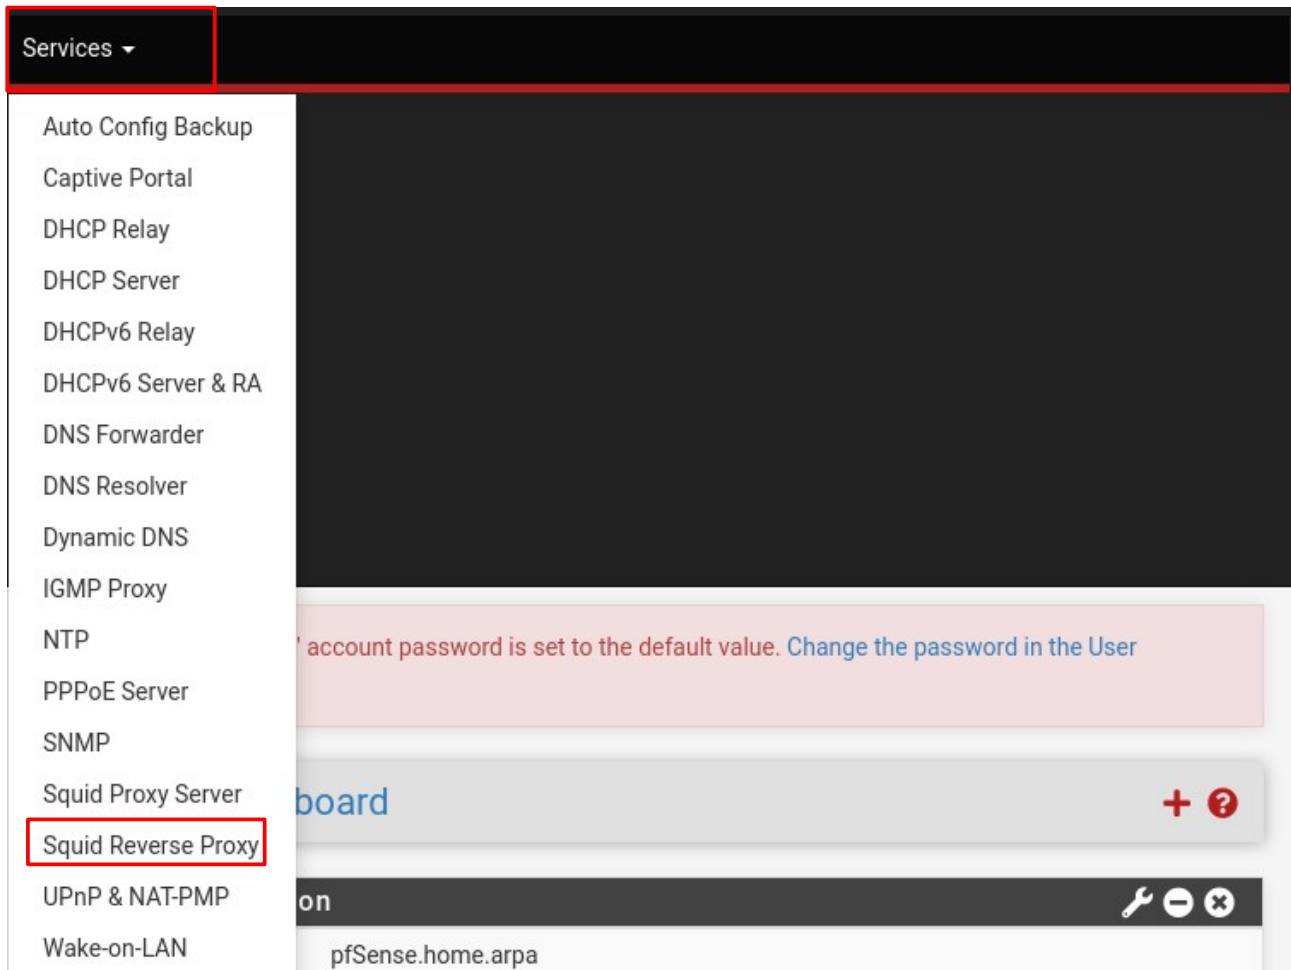 Services
Auto Config Backup
Captive Portal
DHCP Relay
DHCP Server
DHCPv6 Relay
DHCPv6 Server & RA
DNS Forwarder
DNS Resolver
Dynamic DNS
IGMP Proxy
NTP
PPPoE Server
SNMP
Squid Proxy Server
Squid Reverse Proxy
UPnP & NAT-PMP
Wake-on-LAN
' account password is set to the default value. Change the password in the User
board
on
pfSense.home.arpa